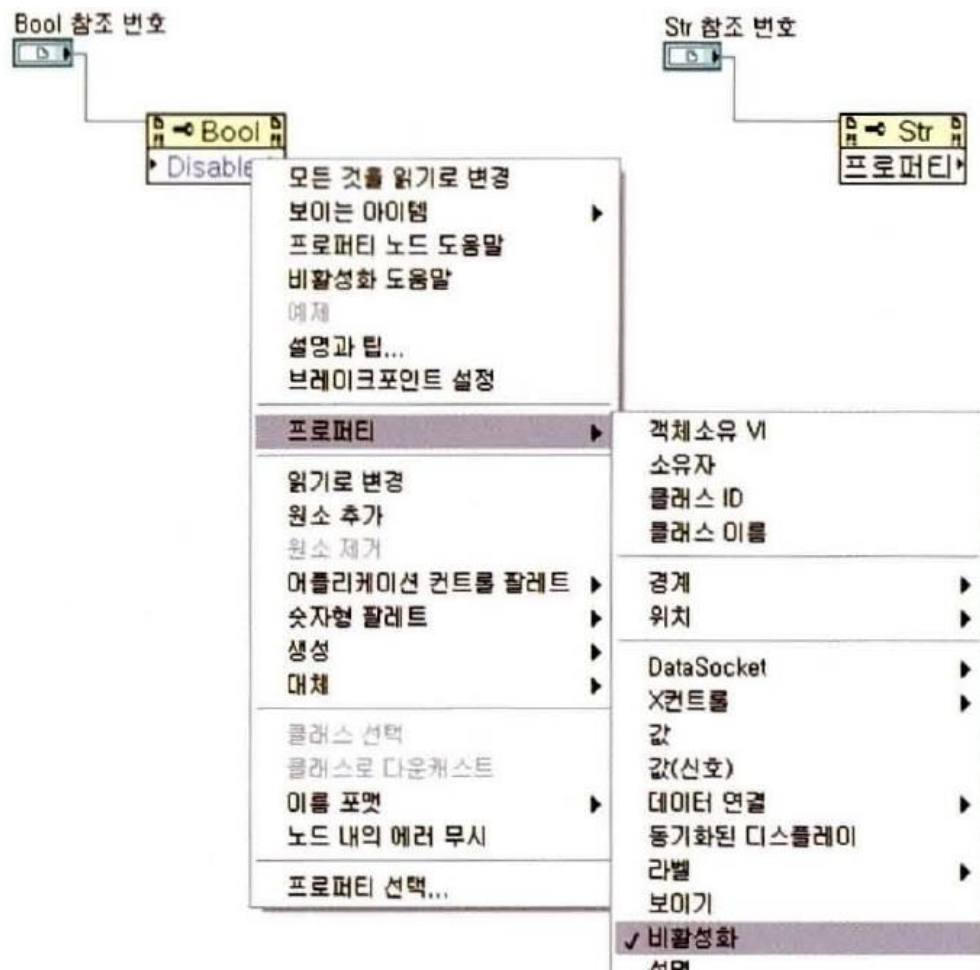 Bool 참조 번호
Str 참조 번호
Bool
Disable
Str
프로퍼티
모든 것을 읽기로 변경
보이는 아이템
프로퍼티 노드 도움말
비활성화 도움말
예제
설명과 팁...
브레이크포인트 설정
프로퍼티
읽기로 변경
원소 추가
원소 제거
어플리케이션 컨트롤 팔레트
숫자형 팔레트
생성
대체
클래스 선택
클래스로 다운캐스트
이름 포맷
노드 내의 에러 무시
프로퍼티 선택...
객체소유 VI
소유자
클래스 ID
클래스 이름
경계
위치
DataSocket
X컨트롤
값
값(신호)
데이터 연결
동기화된 디스플레이
라벨
보이기
비활성화
설명